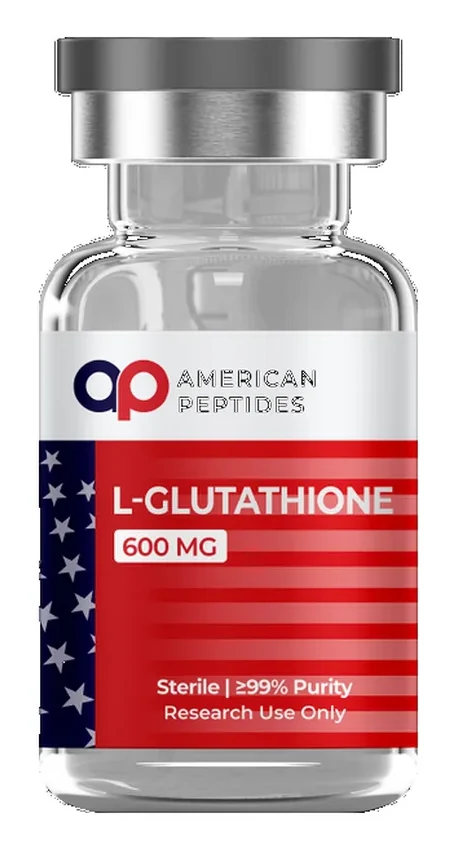 ap AMERICAN
PEPTIDES
L-GLUTATHIONE
600 MG
Sterile | ≥99% Purity
Research Use Only